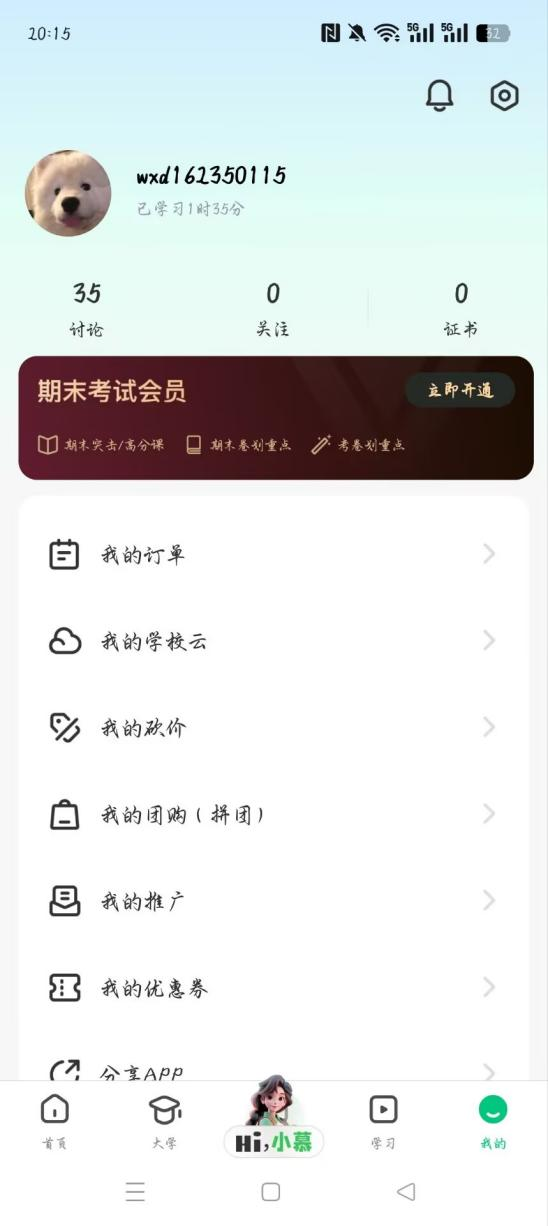 20:15
5G 5G 32
wxd162350115
已学习1时35分
35 0 0
讨论 关注 证书
期末考试会员 立即开通
期末突击/高分课 期末卷划重点 考卷划重点
我的订单
我的学校云
我的砍价
我的团购(拼团)
我的推广
我的优惠券
分享APP
Hi,小慕
首页 大学 学习 我的